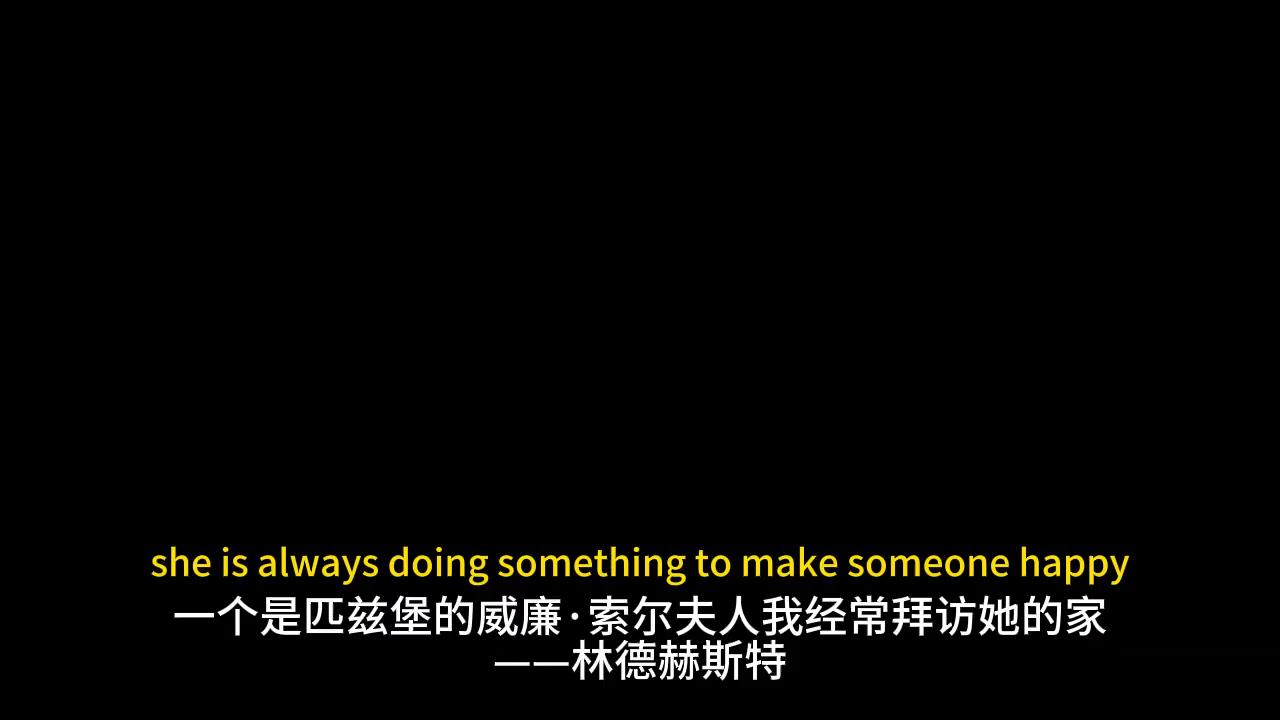 she is always doing something to make someone happy
一个是匹兹堡的威廉·索尔夫人我经常拜访她的家
——林德赫斯特